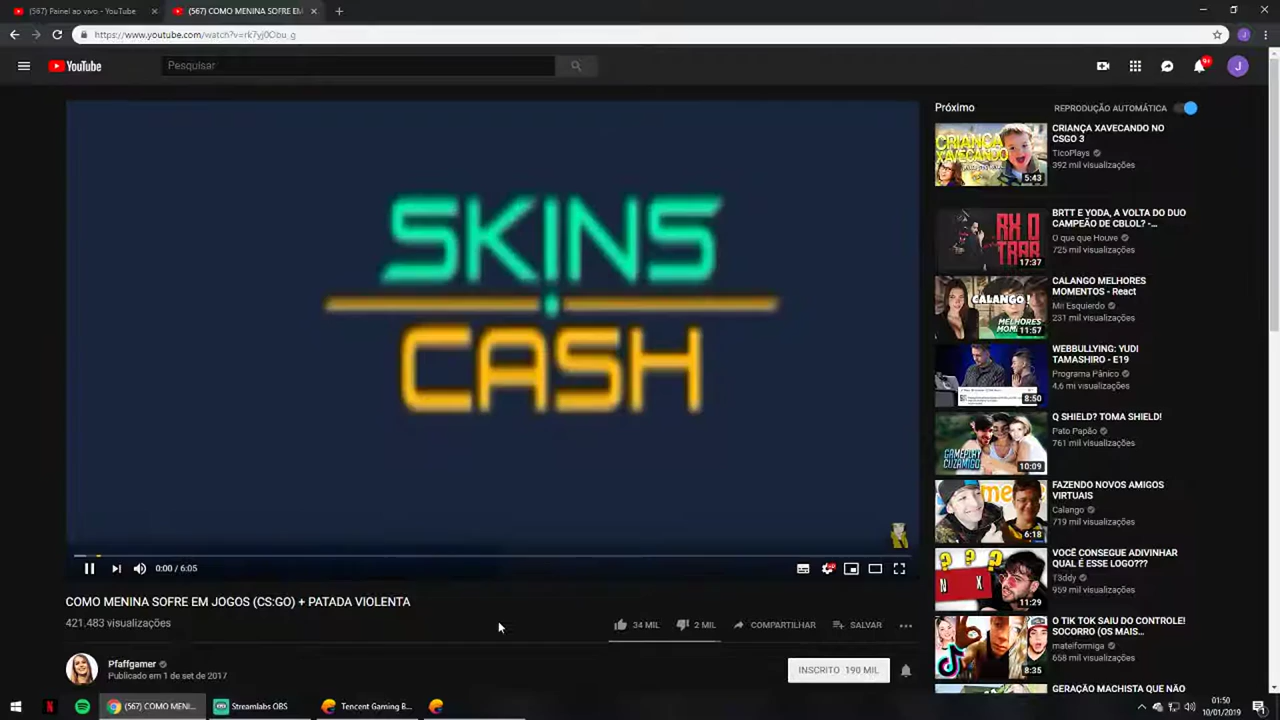 (567) Painel ao vivo - YouTube
(567) COMO MENINA SOFRE EM
https://www.youtube.com/watch?v=rk7yj0Obu_g
YouTube
Pesquisar
9+
J
SKINS
CASH
0:00 / 6:05
COMO MENINA SOFRE EM JOGOS (CS:GO) + PATADA VIOLENTA
421.483 visualizações
34 MIL
2 MIL
COMPARTILHAR
SALVAR
Pfaffgamer
Publicado em 1 de set de 2017
INSCRITO 190 MIL
Próximo
REPRODUÇÃO AUTOMÁTICA
CRIANÇA XAVECANDO
5:43
CRIANÇA XAVECANDO NO
CSGO 3
TicoPlays
392 mil visualizações
17:37
BRTT E YODA, A VOLTA DO DUO
CAMPEÃO DE CBLOL? -...
O que que Houve
725 mil visualizações
CALANGO!
MELHORES
11:57
CALANGO MELHORES
MOMENTOS - React
Mii Esquierdo
231 mil visualizações
8:50
WEBBULLYING: YUDI
TAMASHIRO - E19
Programa Pânico
4,6 mi visualizações
GAMEPLAY
CUZAMIGO
10:09
Q SHIELD? TOMA SHIELD!
Pato Papão
761 mil visualizações
6:18
FAZENDO NOVOS AMIGOS
VIRTUAIS
Calango
719 mil visualizações
? ? ?
N X
11:29
VOCÊ CONSEGUE ADIVINHAR
QUAL É ESSE LOGO???
T3ddy
959 mil visualizações
8:35
O TIK TOK SAIU DO CONTROLE!
SOCORRO (OS MAIS...
mateiformiga
658 mil visualizações
GERAÇÃO MACHISTA QUE NÃO
(567) COMO MENI...
Streamlabs OBS
Tencent Gaming B...
01:50
10/01/2019